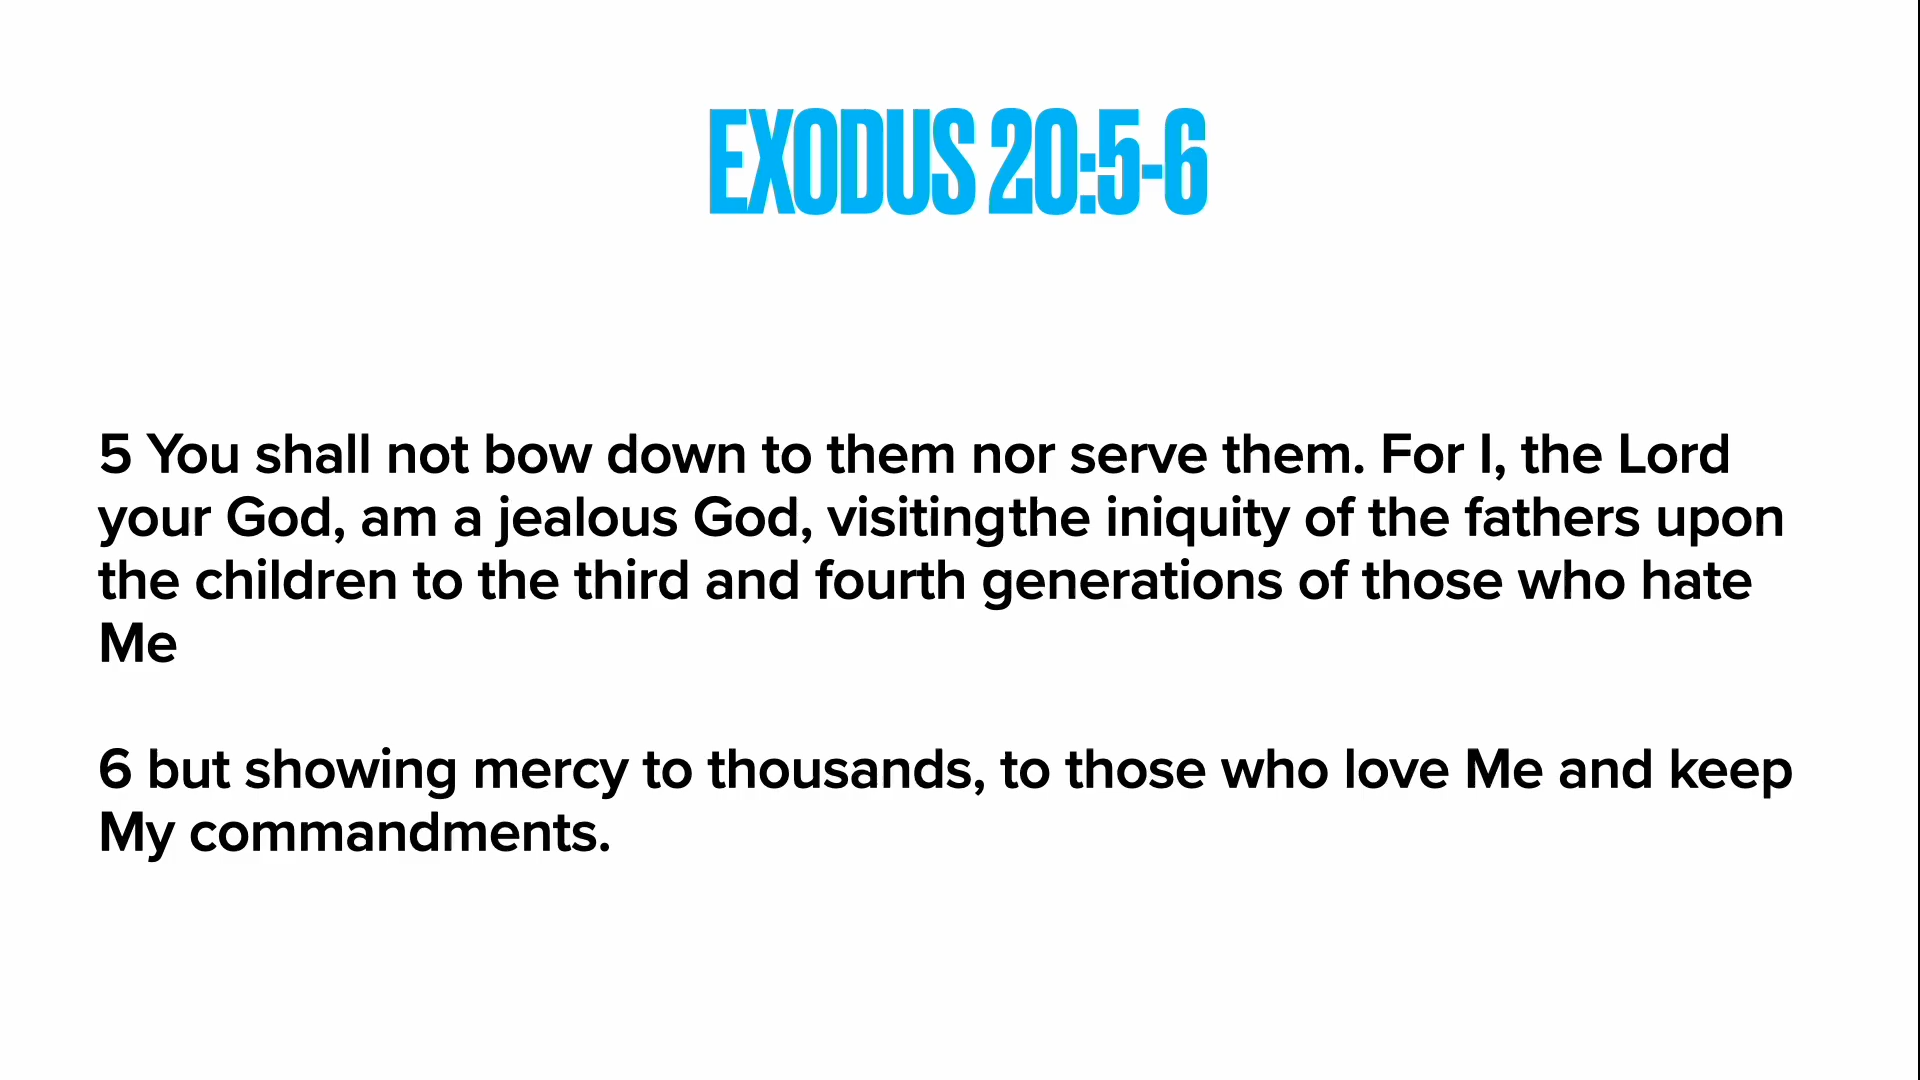 EXODUS 20:5-6
5 You shall not bow down to them nor serve them. For I, the Lord
your God, am a jealous God, visitingthe iniquity of the fathers upon
the children to the third and fourth generations of those who hate
Me
6 but showing mercy to thousands, to those who love Me and keep
My commandments.